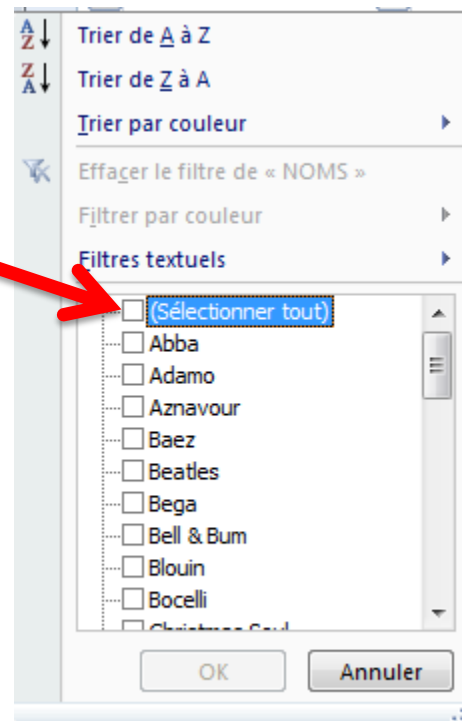 Trier de A à Z
Trier de Z à A
Trier par couleur
Effacer le filtre de « NOMS »
Filtrer par couleur
Filtres textuels
(Sélectionner tout)
Abba
Adamo
Aznavour
Baez
Beatles
Bega
Bell & Bum
Blouin
Bocelli
OK Annuler